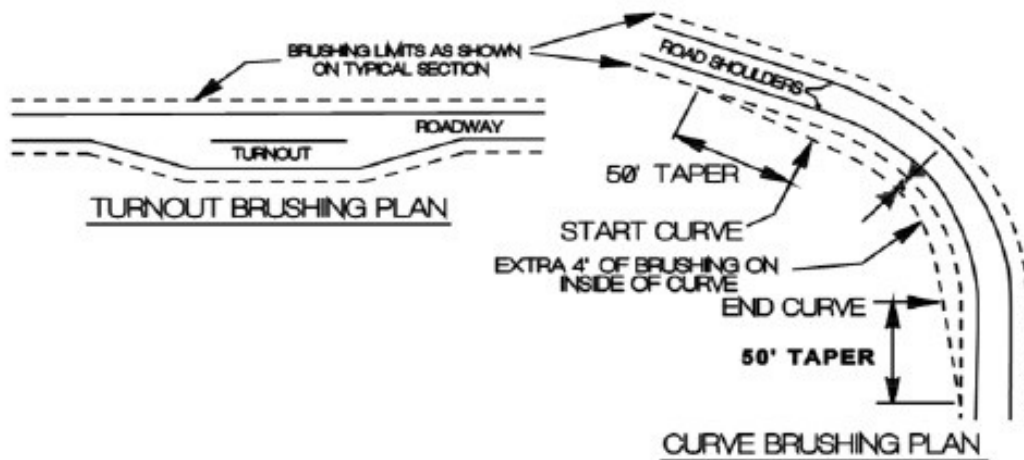 BRUSHING LIMITS AS SHOWN
ON TYPICAL SECTION
ROADWAY
TURNOUT
TURNOUT BRUSHING PLAN
ROAD SHOULDERS
50' TAPER
START CURVE
EXTRA 4' OF BRUSHING ON
INSIDE OF CURVE
END CURVE
50' TAPER
CURVE BRUSHING PLAN